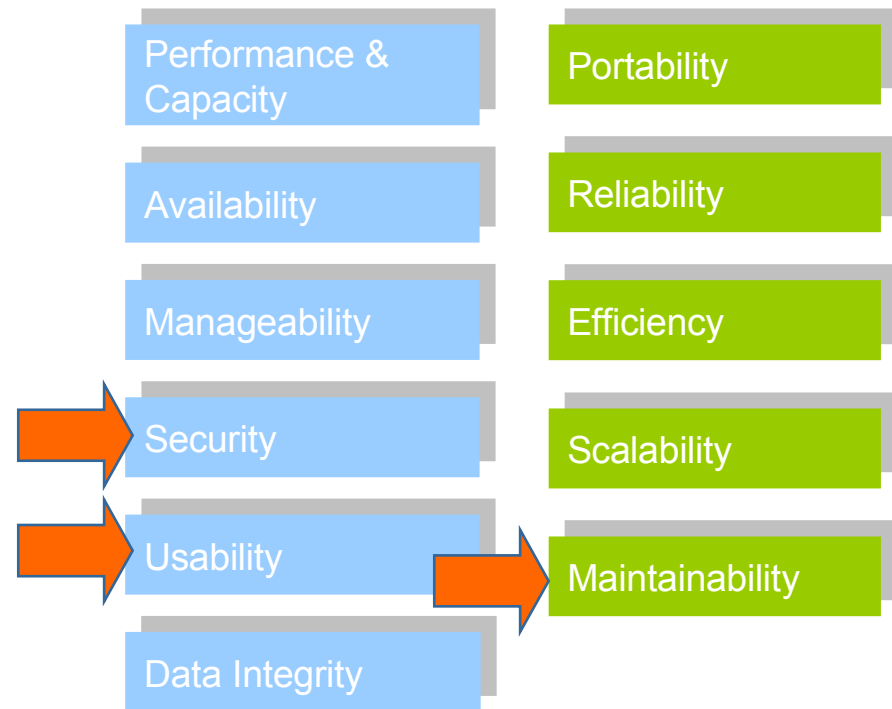 Performance &
Capacity
Availability
Manageability
Security
Usability
Data Integrity
Portability
Reliability
Efficiency
Scalability
Maintainability